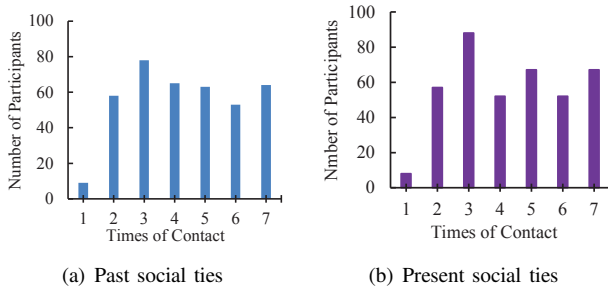 100
80
60
40
20
0
Number of Participants
1 2 3 4 5 6 7
Times of Contact
(a) Past social ties
100
80
60
40
20
0
Nmber of Participants
1 2 3 4 5 6 7
Times of Contact
(b) Present social ties